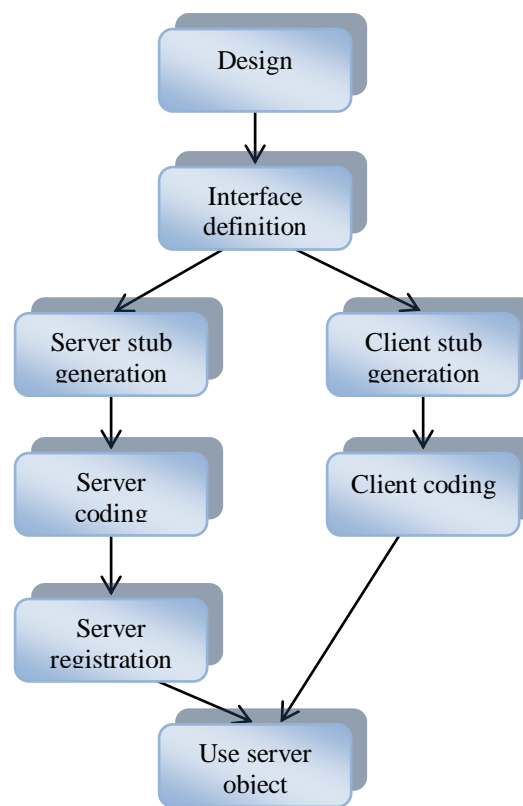 Design
Interface
definition
Server stub
generation
Client stub
generation
Server
coding
Client coding
Server
registration
Use server
object